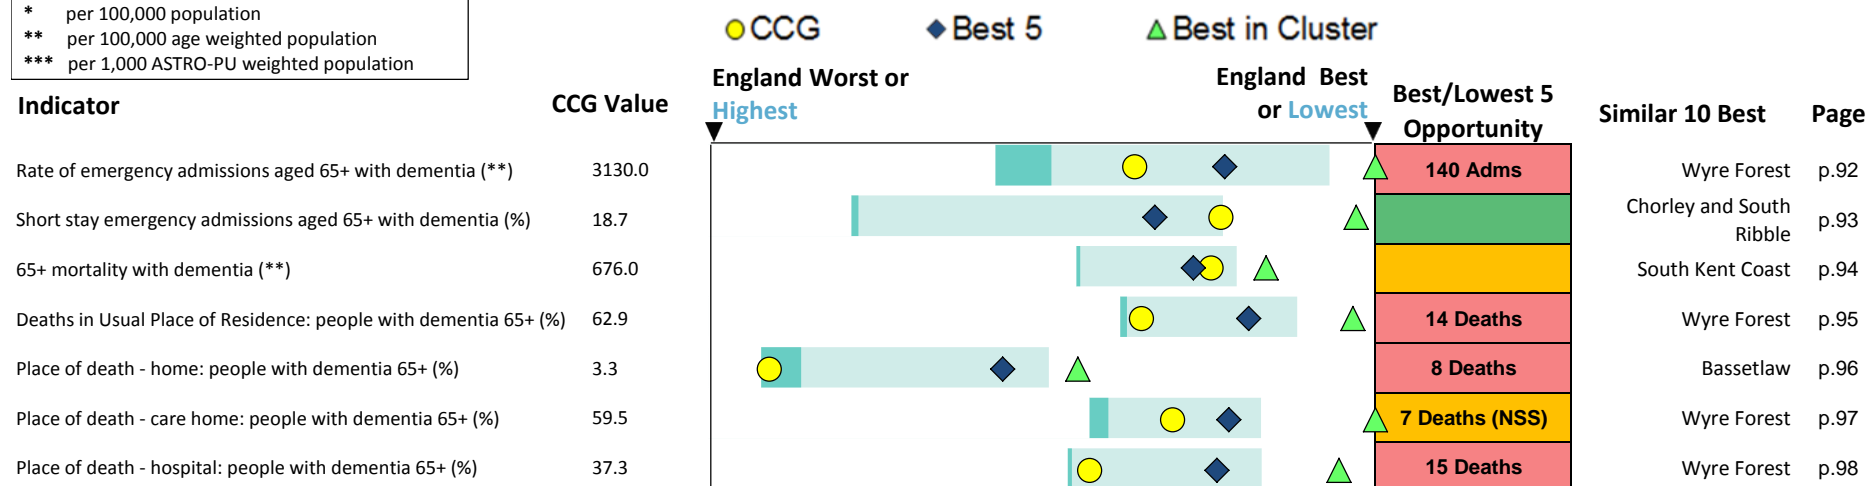 * per 100,000 population
** per 100,000 age weighted population
*** per 1,000 ASTRO-PU weighted population
CCG Best 5 Best in Cluster
Indicator CCG Value England Worst or Highest England Best or Lowest Best/Lowest 5 Opportunity Similar 10 Best Page
Rate of emergency admissions aged 65+ with dementia (**) 3130.0 140 Adms Wyre Forest p.92
Short stay emergency admissions aged 65+ with dementia (%) 18.7 Chorley and South Ribble p.93
65+ mortality with dementia (**) 676.0 South Kent Coast p.94
Deaths in Usual Place of Residence: people with dementia 65+ (%) 62.9 14 Deaths Wyre Forest p.95
Place of death - home: people with dementia 65+ (%) 3.3 8 Deaths Bassetlaw p.96
Place of death - care home: people with dementia 65+ (%) 59.5 7 Deaths (NSS) Wyre Forest p.97
Place of death - hospital: people with dementia 65+ (%) 37.3 15 Deaths Wyre Forest p.98